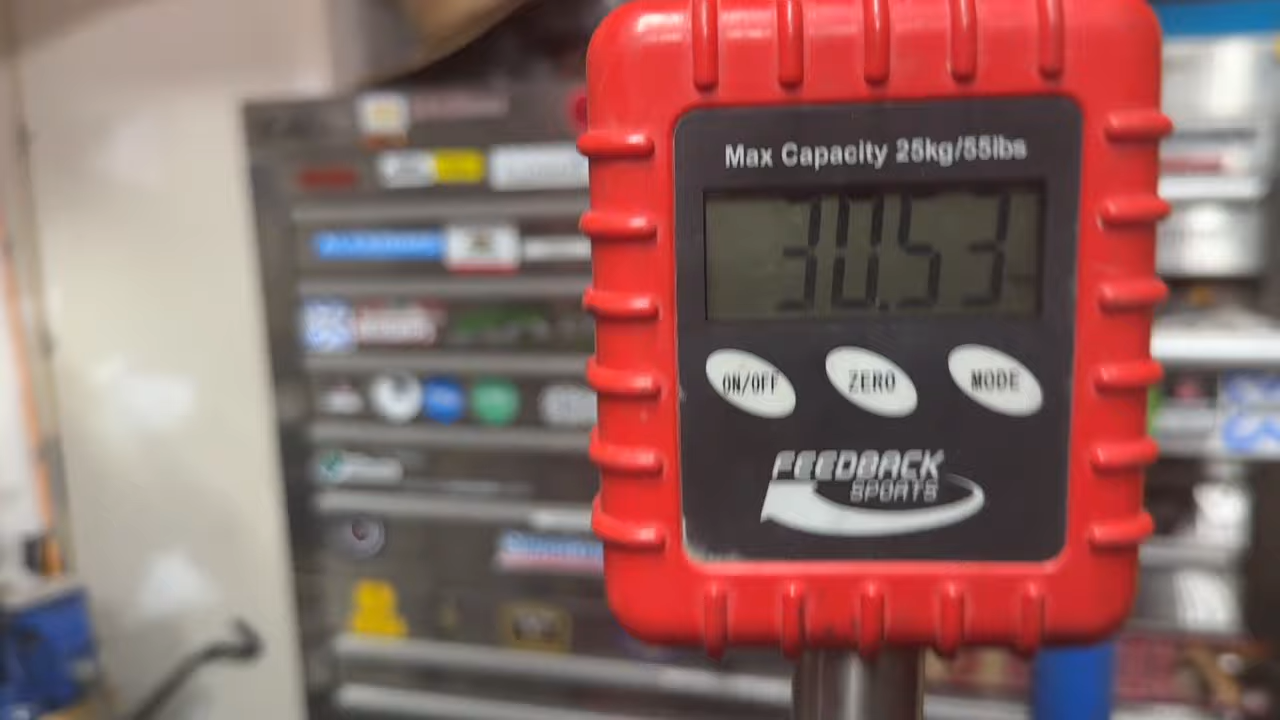 Max Capacity 25kg/55lbs
30.53
ON/OFF ZERO MODE
FEEDBACK
SPORTS